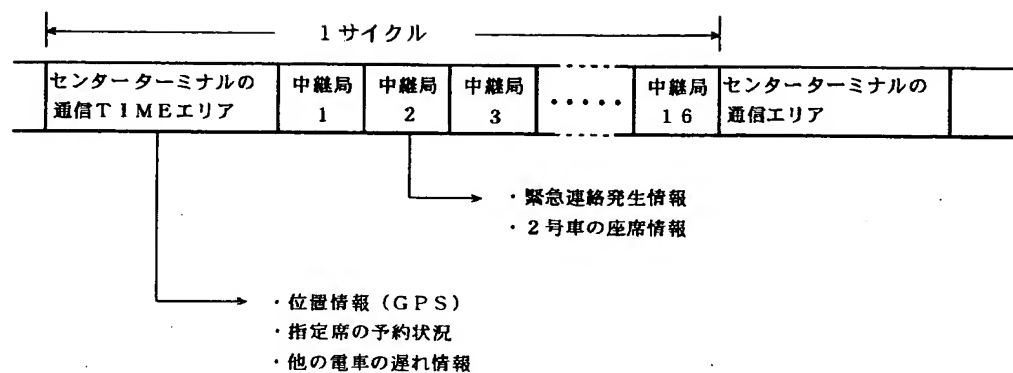 1サイクル
センターターミナルの
通信TIMEエリア
中継局
1
中継局
2
中継局
3
・・・・・
中継局
16
センターターミナルの
通信エリア
・緊急連絡発生情報
・2号車の座席情報
・位置情報(GPS)
・指定席の予約状況
・他の電車の遅れ情報